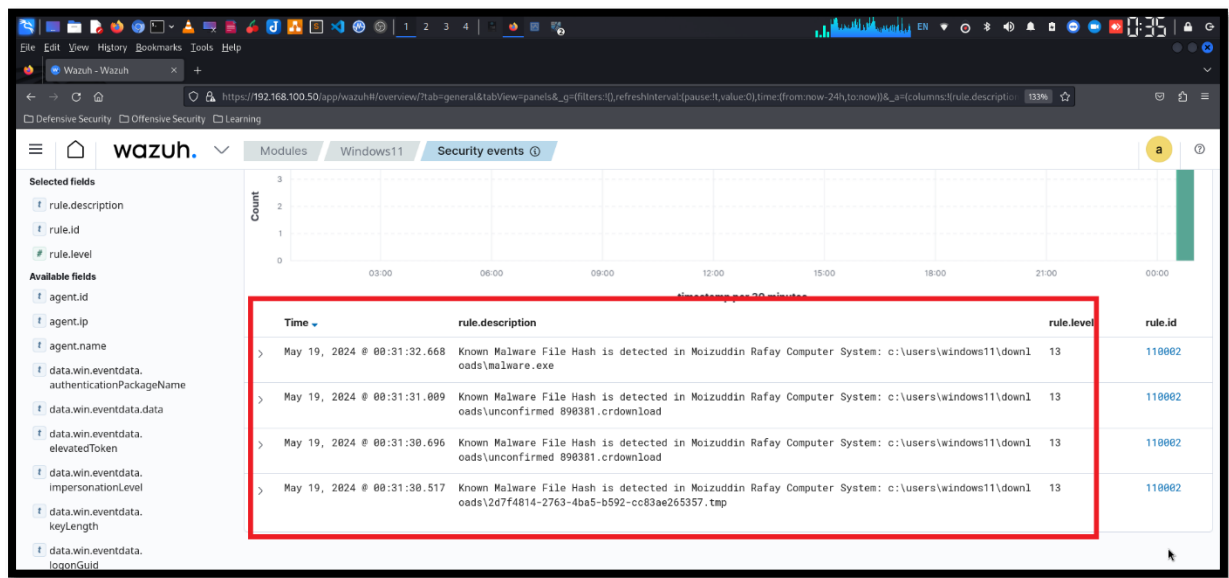 1 2 3 4
EN
0:35
File Edit View History Bookmarks Tools Help
Wazuh - Wazuh × +
https://192.168.100.50/app/wazuh#/overview/?tab=general&tabView=panels&_g=(filters:!(),refreshInterval:(pause:!t,value:0),time:(from:now-24h,to:now))&_a=(columns:!(rule.descriptio 133%
Defensive Security Offensive Security Learning
wazuh. Modules Windows11 Security events a
Selected fields
t rule.description
t rule.id
# rule.level
Available fields
t agent.id
t agent.ip
t agent.name
t data.win.eventdata.
authenticationPackageName
t data.win.eventdata.data
t data.win.eventdata.
elevatedToken
t data.win.eventdata.
impersonationLevel
t data.win.eventdata.
keyLength
t data.win.eventdata.
logonGuid
Count
3
2
1
0
03:00 06:00 09:00 12:00 15:00 18:00 21:00 00:00
timestamp per 30 minutes
Time rule.description rule.level rule.id
May 19, 2024 @ 00:31:32.668 Known Malware File Hash is detected in Moizuddin Rafay Computer System: c:\users\windows11\downl 13 110002
oads\malware.exe
May 19, 2024 @ 00:31:31.009 Known Malware File Hash is detected in Moizuddin Rafay Computer System: c:\users\windows11\downl 13 110002
oads\unconfirmed 890381.crdownload
May 19, 2024 @ 00:31:30.696 Known Malware File Hash is detected in Moizuddin Rafay Computer System: c:\users\windows11\downl 13 110002
oads\unconfirmed 890381.crdownload
May 19, 2024 @ 00:31:30.517 Known Malware File Hash is detected in Moizuddin Rafay Computer System: c:\users\windows11\downl 13 110002
oads\2d7f4814-2763-4ba5-b592-cc83ae265357.tmp